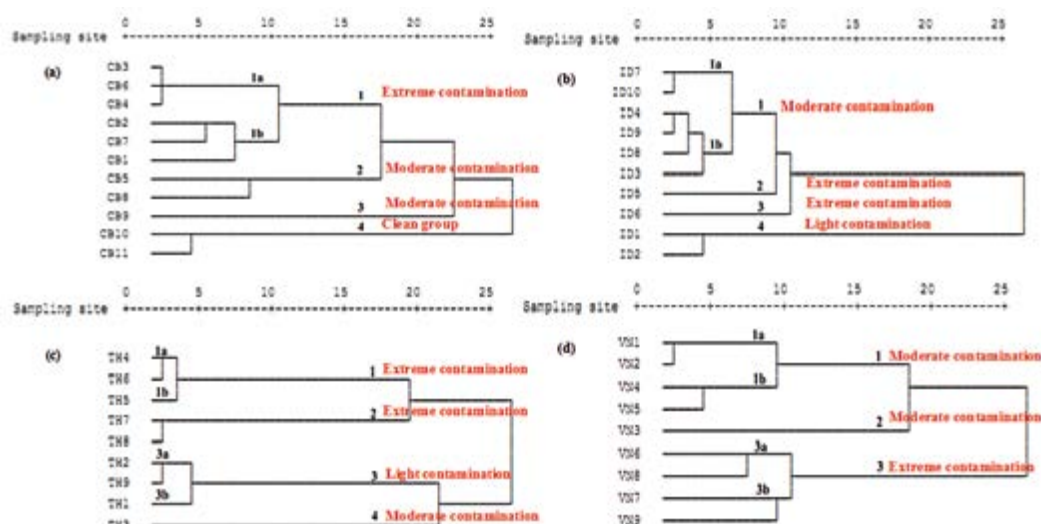 0 5 10 15 20 25
Sampling site
(a)
CB3
1a
CB6
1 Extreme contamination
CB4
CB2
CB7
1b
CB1
CB5
2 Moderate contamination
CB8
CB9
3 Moderate contamination
CB10
4 Clean group
CB11
0 5 10 15 20 25
Sampling site
(b)
ID7
1a
ID10
ID4
1 Moderate contamination
ID9
ID8
1b
ID3
ID5
2 Extreme contamination
ID6
3 Extreme contamination
ID1
4 Light contamination
ID2
0 5 10 15 20 25
Sampling site
(c)
TH4
1a
TH6
1 Extreme contamination
TH5
1b
TH7
2 Extreme contamination
TH8
TH2
3a
TH9
3 Light contamination
TH1
3b
TH3
4 Moderate contamination
0 5 10 15 20 25
Sampling site
(d)
VN1
1a
VN2
1 Moderate contamination
VN4
1b
VN5
VN3
2 Moderate contamination
VN6
3a
VN8
3 Extreme contamination
VN7
3b
VN9